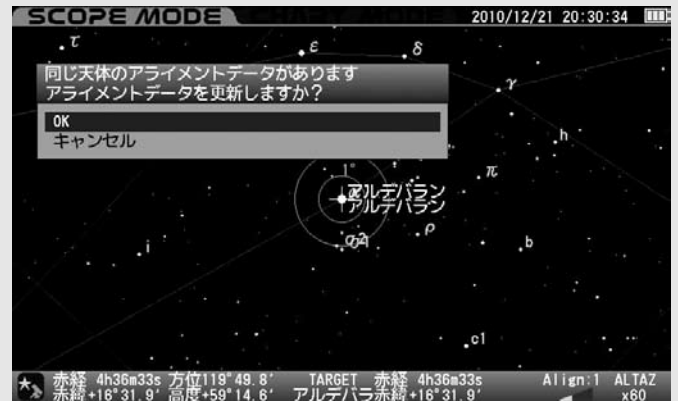 SCOPE MODE CHART MODE 2010/12/21 20:30:34
τ
ε
δ
同じ天体のアライメントデータがあります
アライメントデータを更新しますか?
OK
キャンセル
γ
h
1°
π
アルデバラン
アルデバラン
ρ
σ2
i
b
c1
赤経 4h36m33s 方位119°49.8' TARGET 赤経 4h36m33s Align:1 ALTAZ
赤緯+16°31.9' 高度+59°14.6' アルデバラ赤緯+16°31.9' x60